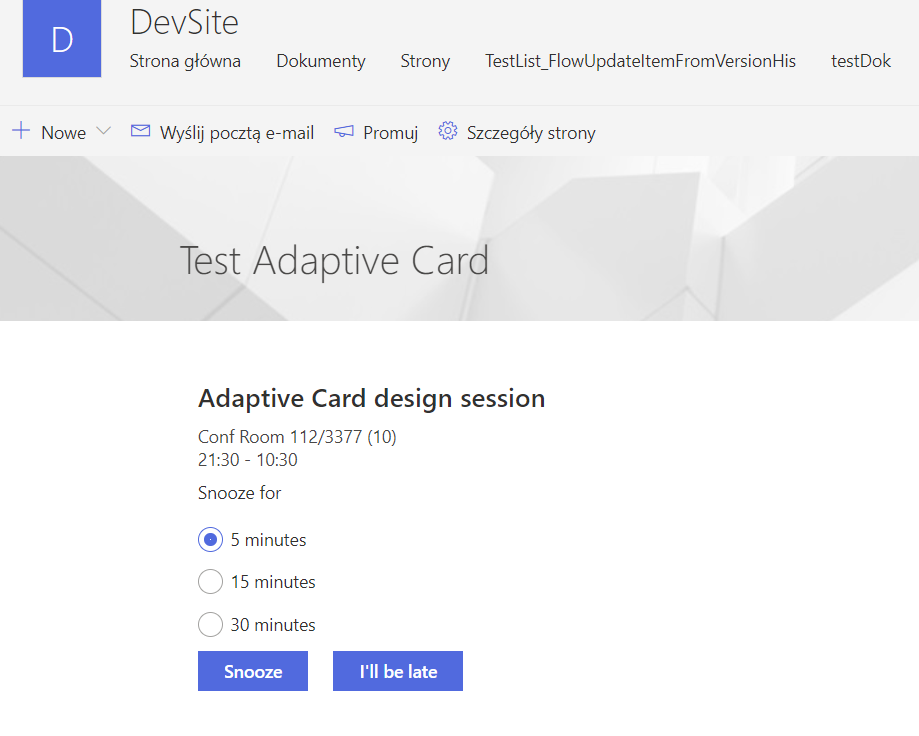 D
DevSite
Strona główna Dokumenty Strony TestList_FlowUpdateItemFromVersionHis testDok
Nowe Wyślij pocztą e-mail Promuj Szczegóły strony
Test Adaptive Card
Adaptive Card design session
Conf Room 112/3377 (10)
21:30 - 10:30
Snooze for
5 minutes
15 minutes
30 minutes
Snooze I'll be late